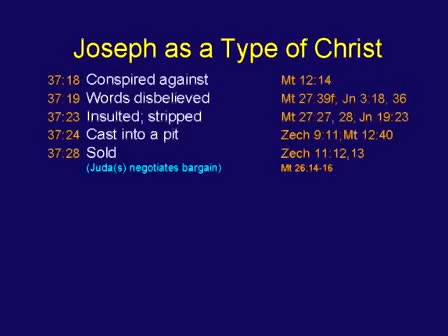 Joseph as a Type of Christ
37:18 Conspired against Mt 12:14
37:19 Words disbelieved Mt 27:39f, Jn 3:18, 36
37:23 Insulted; stripped Mt 27:27, 28; Jn 19:23
37:24 Cast into a pit Zech 9:11; Mt 12:40
37:28 Sold Zech 11:12,13
(Juda(s) negotiates bargain) Mt 26:14-16